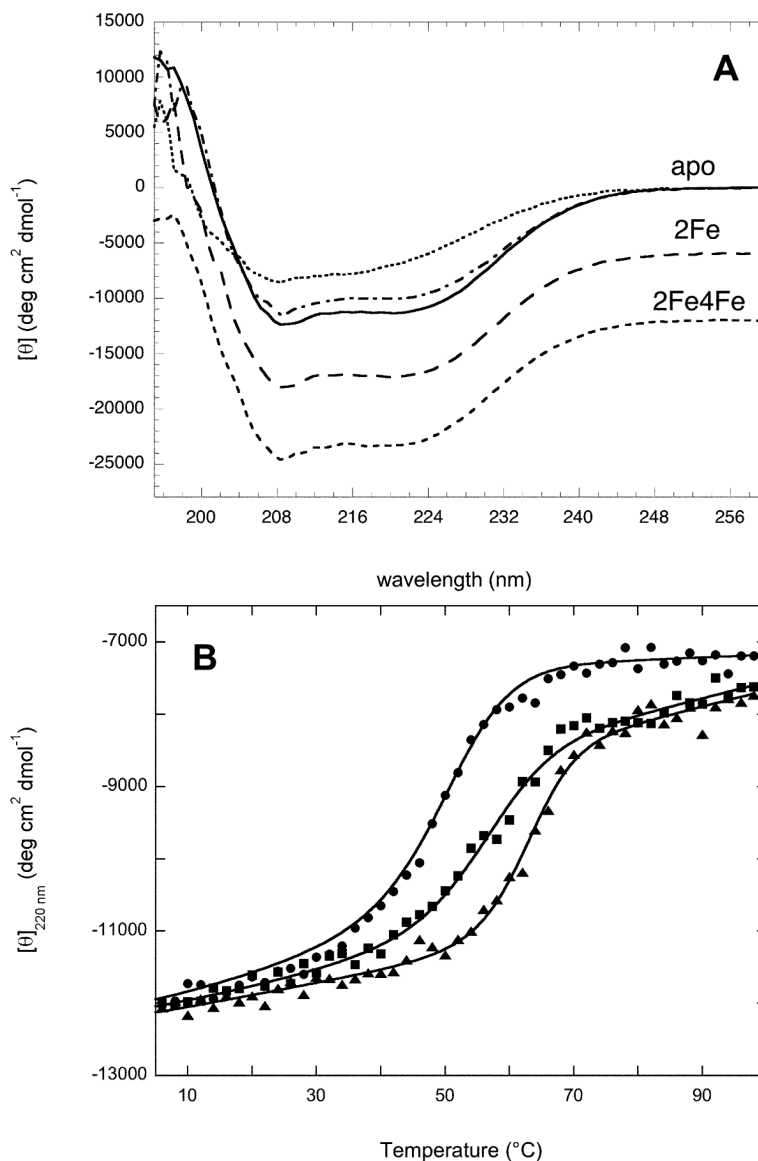 15000
A
10000
5000
apo
0
2Fe
-5000
[θ] (deg cm² dmol⁻¹)
-10000
2Fe4Fe
-15000
-20000
-25000
200 208 216 224 232 240 248 256
wavelength (nm)
-7000
B
-9000
[θ]220 nm (deg cm² dmol⁻¹)
-11000
-13000
10 30 50 70 90
Temperature (°C)